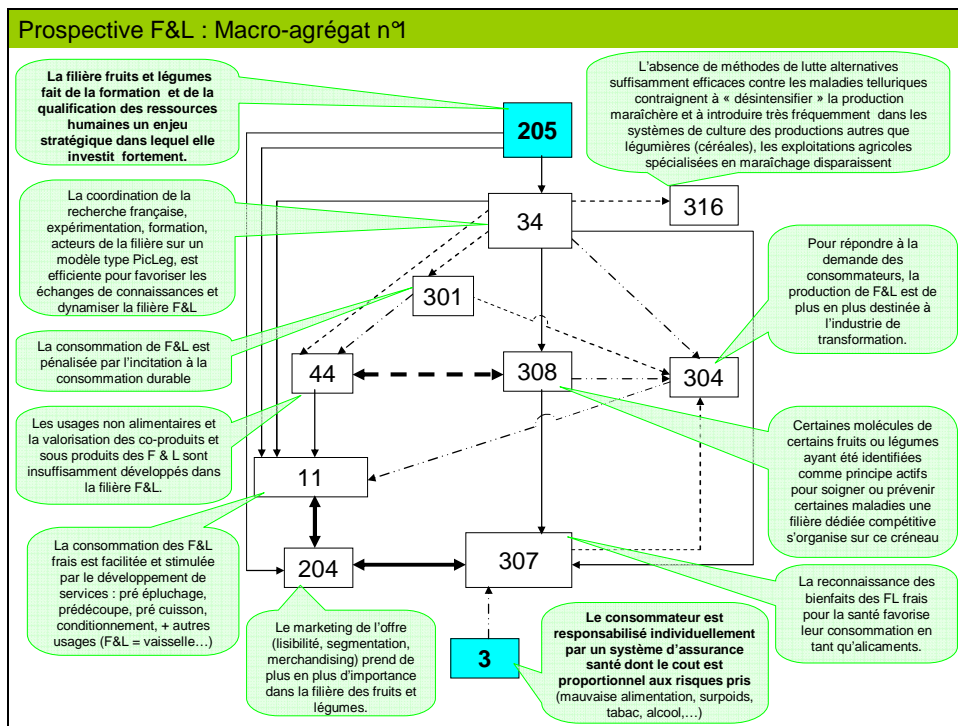 Prospective F&L : Macro-agrégat n°1
La filière fruits et légumes
fait de la formation et de la
qualification des ressources
humaines un enjeu
stratégique dans lequel elle
investit fortement.
205
L'absence de méthodes de lutte alternatives
suffisamment efficaces contre les maladies telluriques
contraignent à « désintensifier » la production
maraîchère et à introduire très fréquemment dans les
systèmes de culture des productions autres que
légumières (céréales), les exploitations agricoles
spécialisées en maraîchage disparaissent
La coordination de la
recherche française,
expérimentation, formation,
acteurs de la filière sur un
modèle type PicLeg, est
efficiente pour favoriser les
échanges de connaissances et
dynamiser la filière F&L
34
316
301
Pour répondre à la
demande des
consommateurs, la
production de F&L est de
plus en plus destinée à
l'industrie de
transformation.
La consommation de F&L est
pénalisée par l'incitation à la
consommation durable
44
308
304
Les usages non alimentaires et
la valorisation des co-produits et
sous produits des F & L sont
insuffisamment développés dans
la filière F&L.
Certaines molécules de
certains fruits ou légumes
ayant été identifiées
comme principe actifs
pour soigner ou prévenir
certaines maladies une
filière dédiée compétitive
s'organise sur ce créneau
11
La consommation des F&L
frais est facilitée et stimulée
par le développement de
services : pré épluchage,
prédécoupe, pré cuisson,
conditionnement, + autres
usages (F&L = vaisselle…)
204
307
La reconnaissance des
bienfaits des FL frais
pour la santé favorise
leur consommation en
tant qu'alicaments.
Le marketing de l'offre
(lisibilité, segmentation,
merchandising) prend de
plus en plus d'importance
dans la filière des fruits et
légumes.
3
Le consommateur est
responsabilisé individuellement
par un système d'assurance
santé dont le cout est
proportionnel aux risques pris
(mauvaise alimentation, surpoids,
tabac, alcool,…)